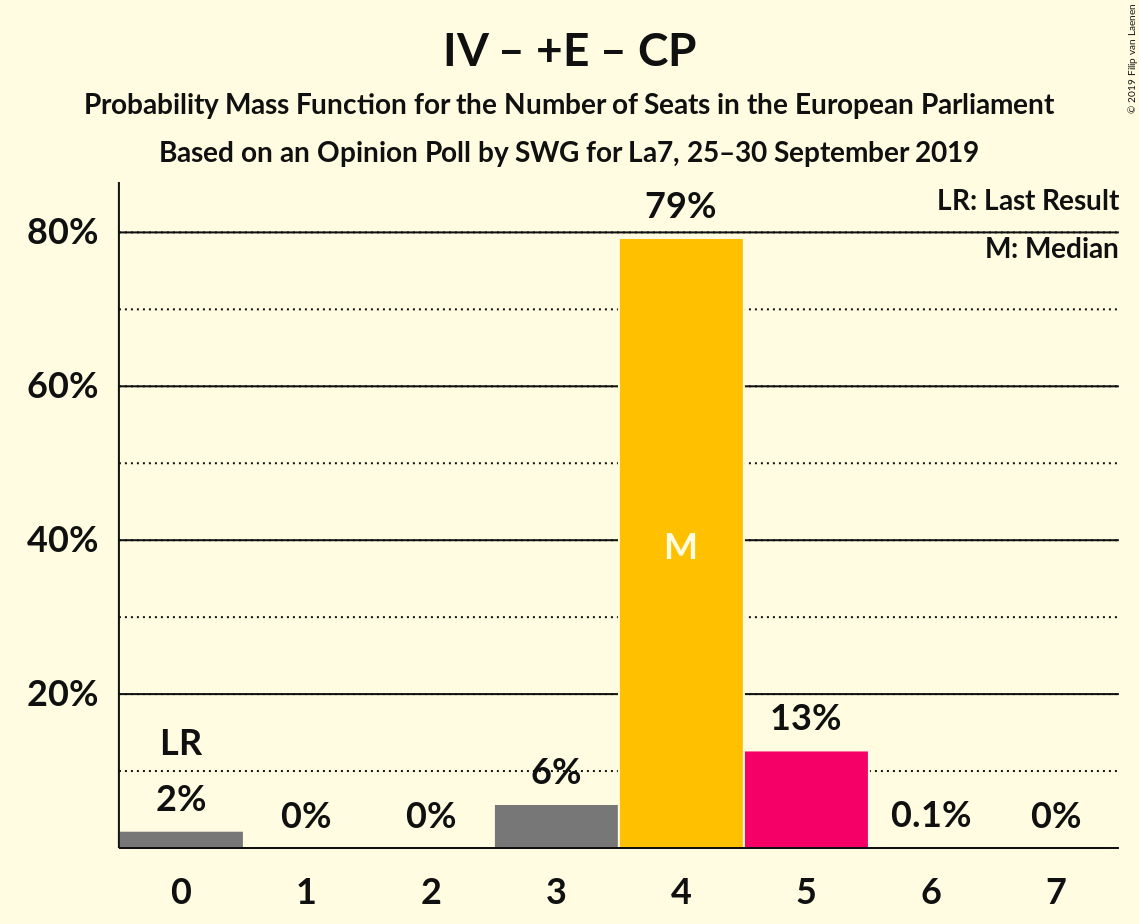 IV – +E – CP
Probability Mass Function for the Number of Seats in the European Parliament
Based on an Opinion Poll by SWG for La7, 25–30 September 2019
© 2019 Filip van Laenen
LR: Last Result
M: Median
80%
60%
40%
20%
LR
2%
0%
0%
6%
79%
M
13%
0.1%
0%
0 1 2 3 4 5 6 7